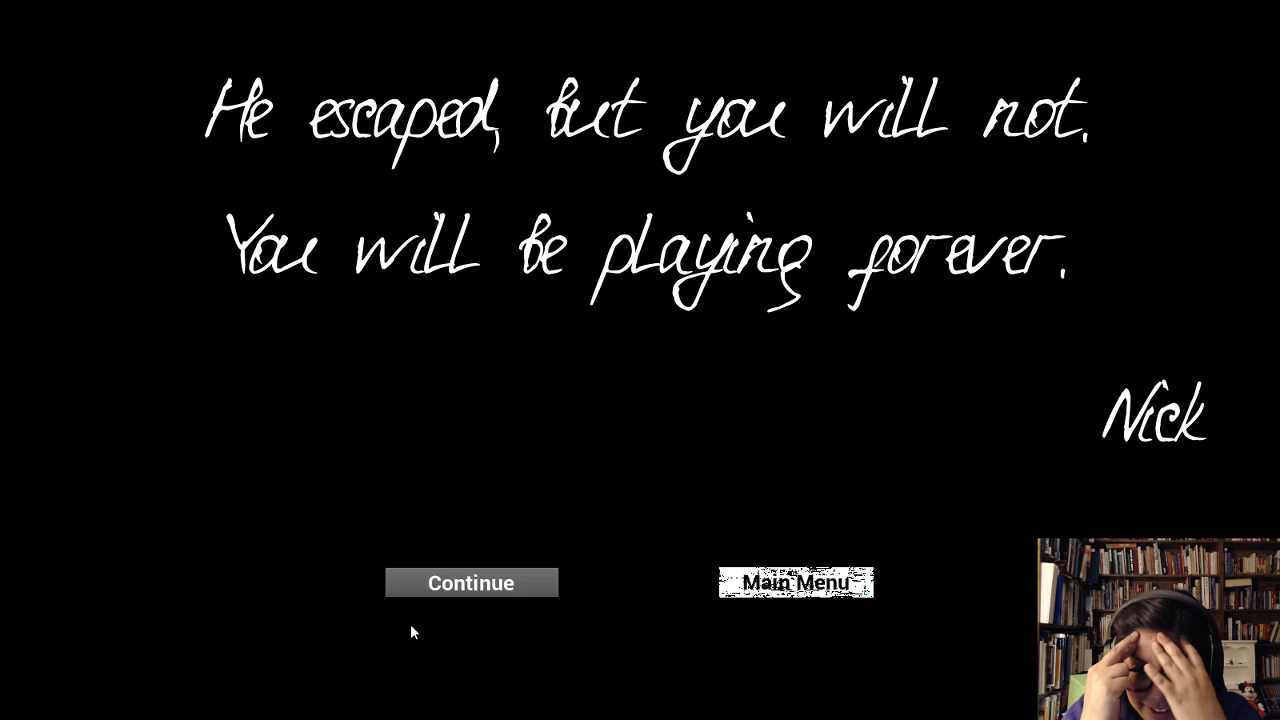 He escaped, but you will not.
You will be playing forever.
Nick
Continue
Main Menu